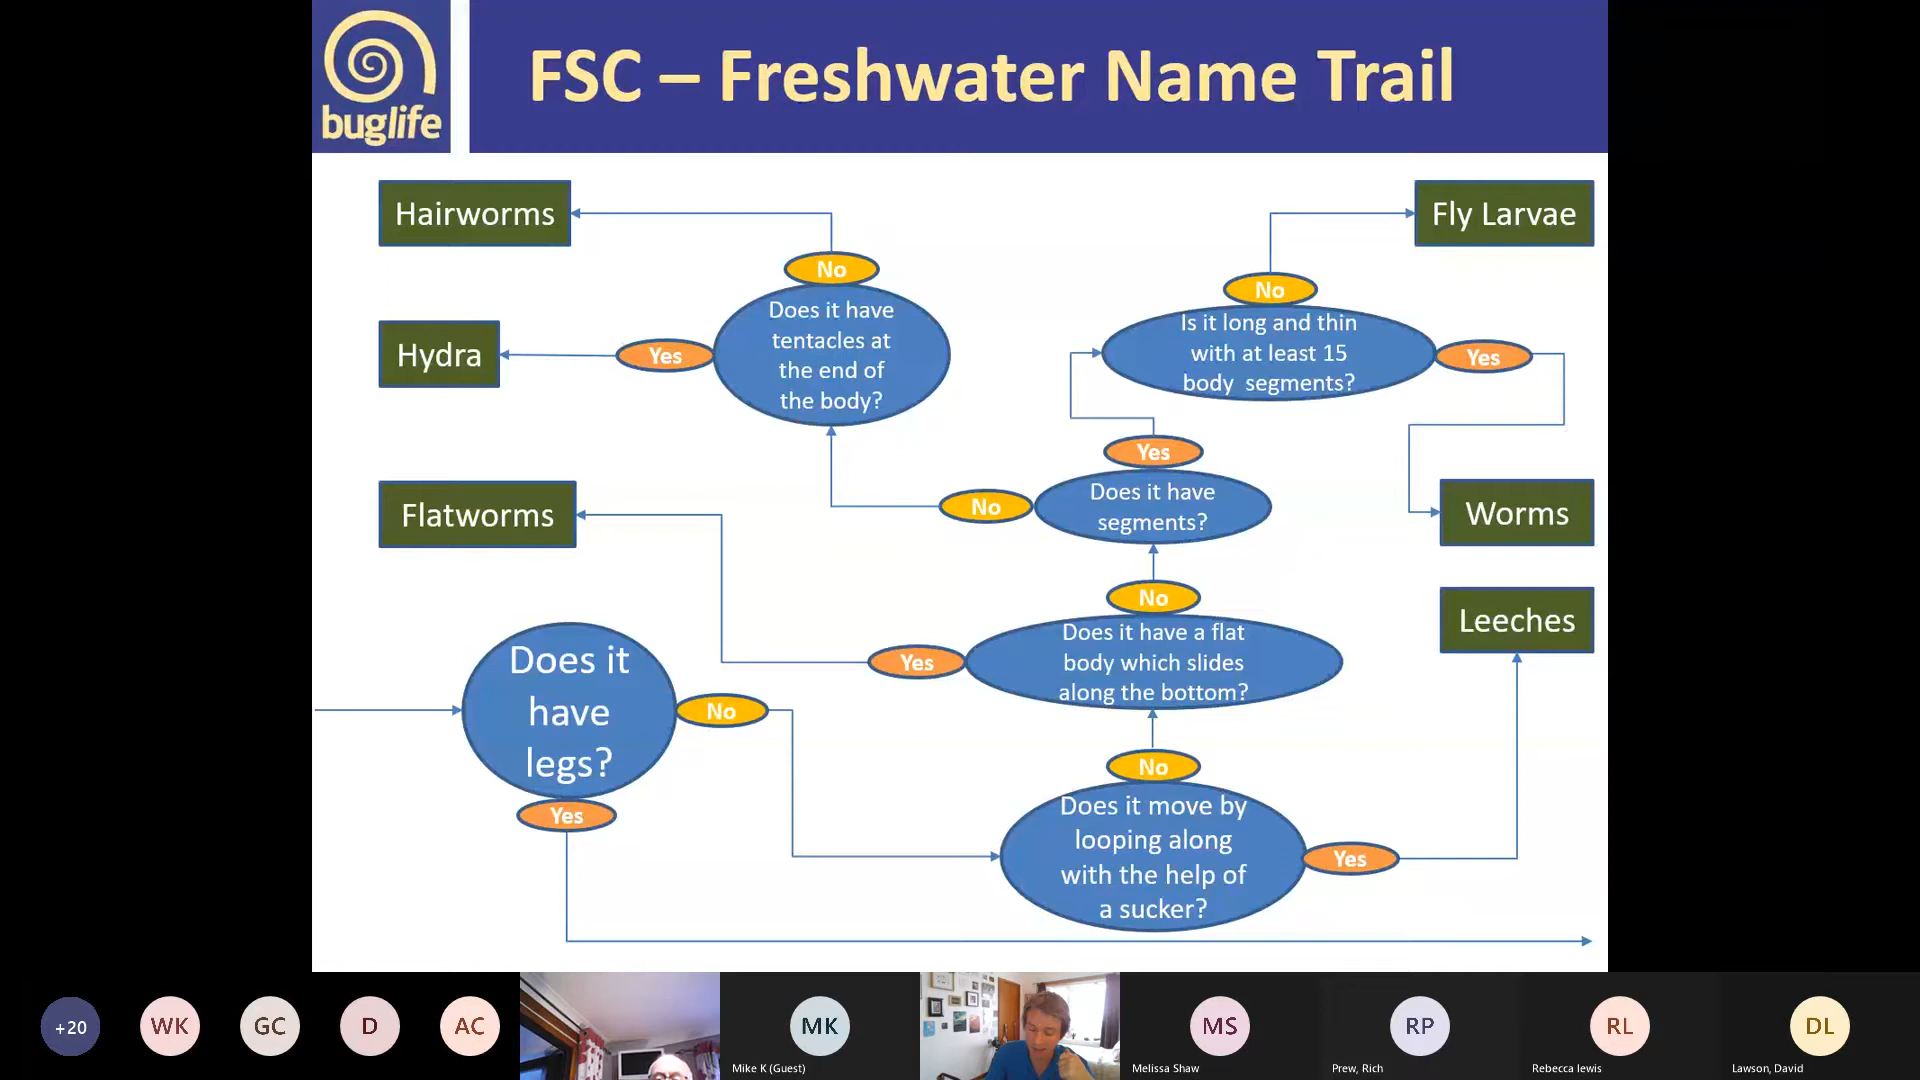 buglife
FSC – Freshwater Name Trail
Hairworms
Fly Larvae
No
No
Does it have
tentacles at
the end of
the body?
Is it long and thin
with at least 15
body segments?
Hydra
Yes
Yes
Yes
Does it have
segments?
No
Flatworms
Worms
No
Leeches
Does it have a flat
body which slides
along the bottom?
Yes
Does it
have
legs?
No
No
Yes
Does it move by
looping along
with the help of
a sucker?
Yes
+20
WK
GC
D
AC
MK
MS
RP
RL
DL
Mike K (Guest)
Melissa Shaw
Prew, Rich
Rebecca lewis
Lawson, David